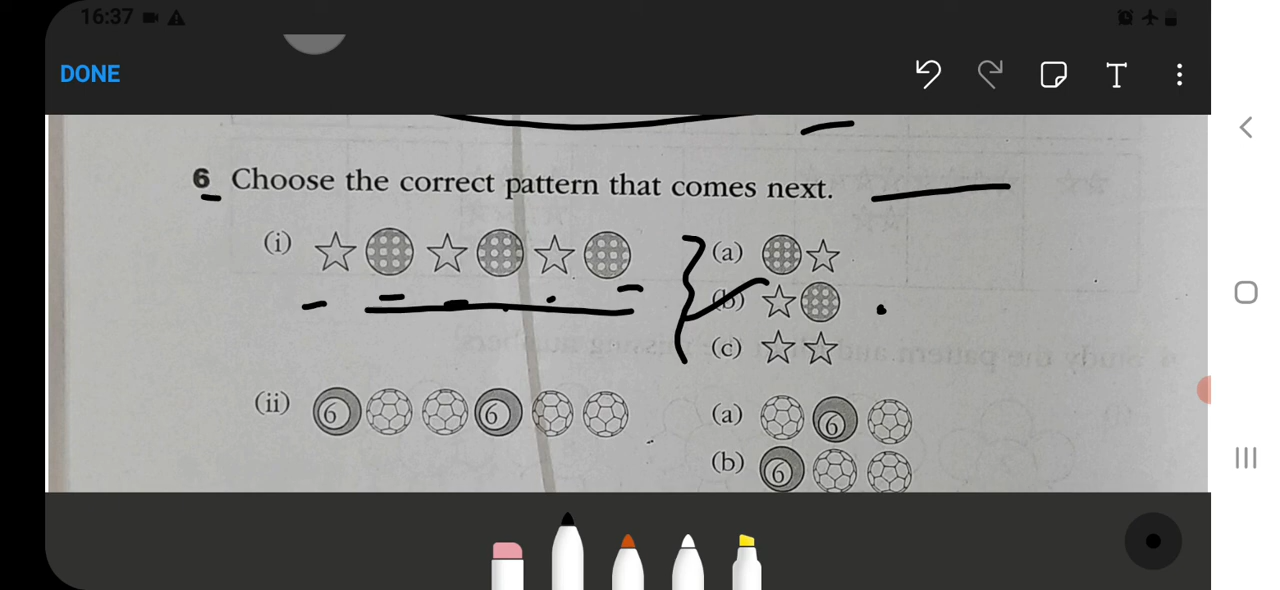 16:37
DONE
T
6 Choose the correct pattern that comes next.
(i)
(a)
(b)
(c)
(ii) 6 6
(a) 6
(b) 6